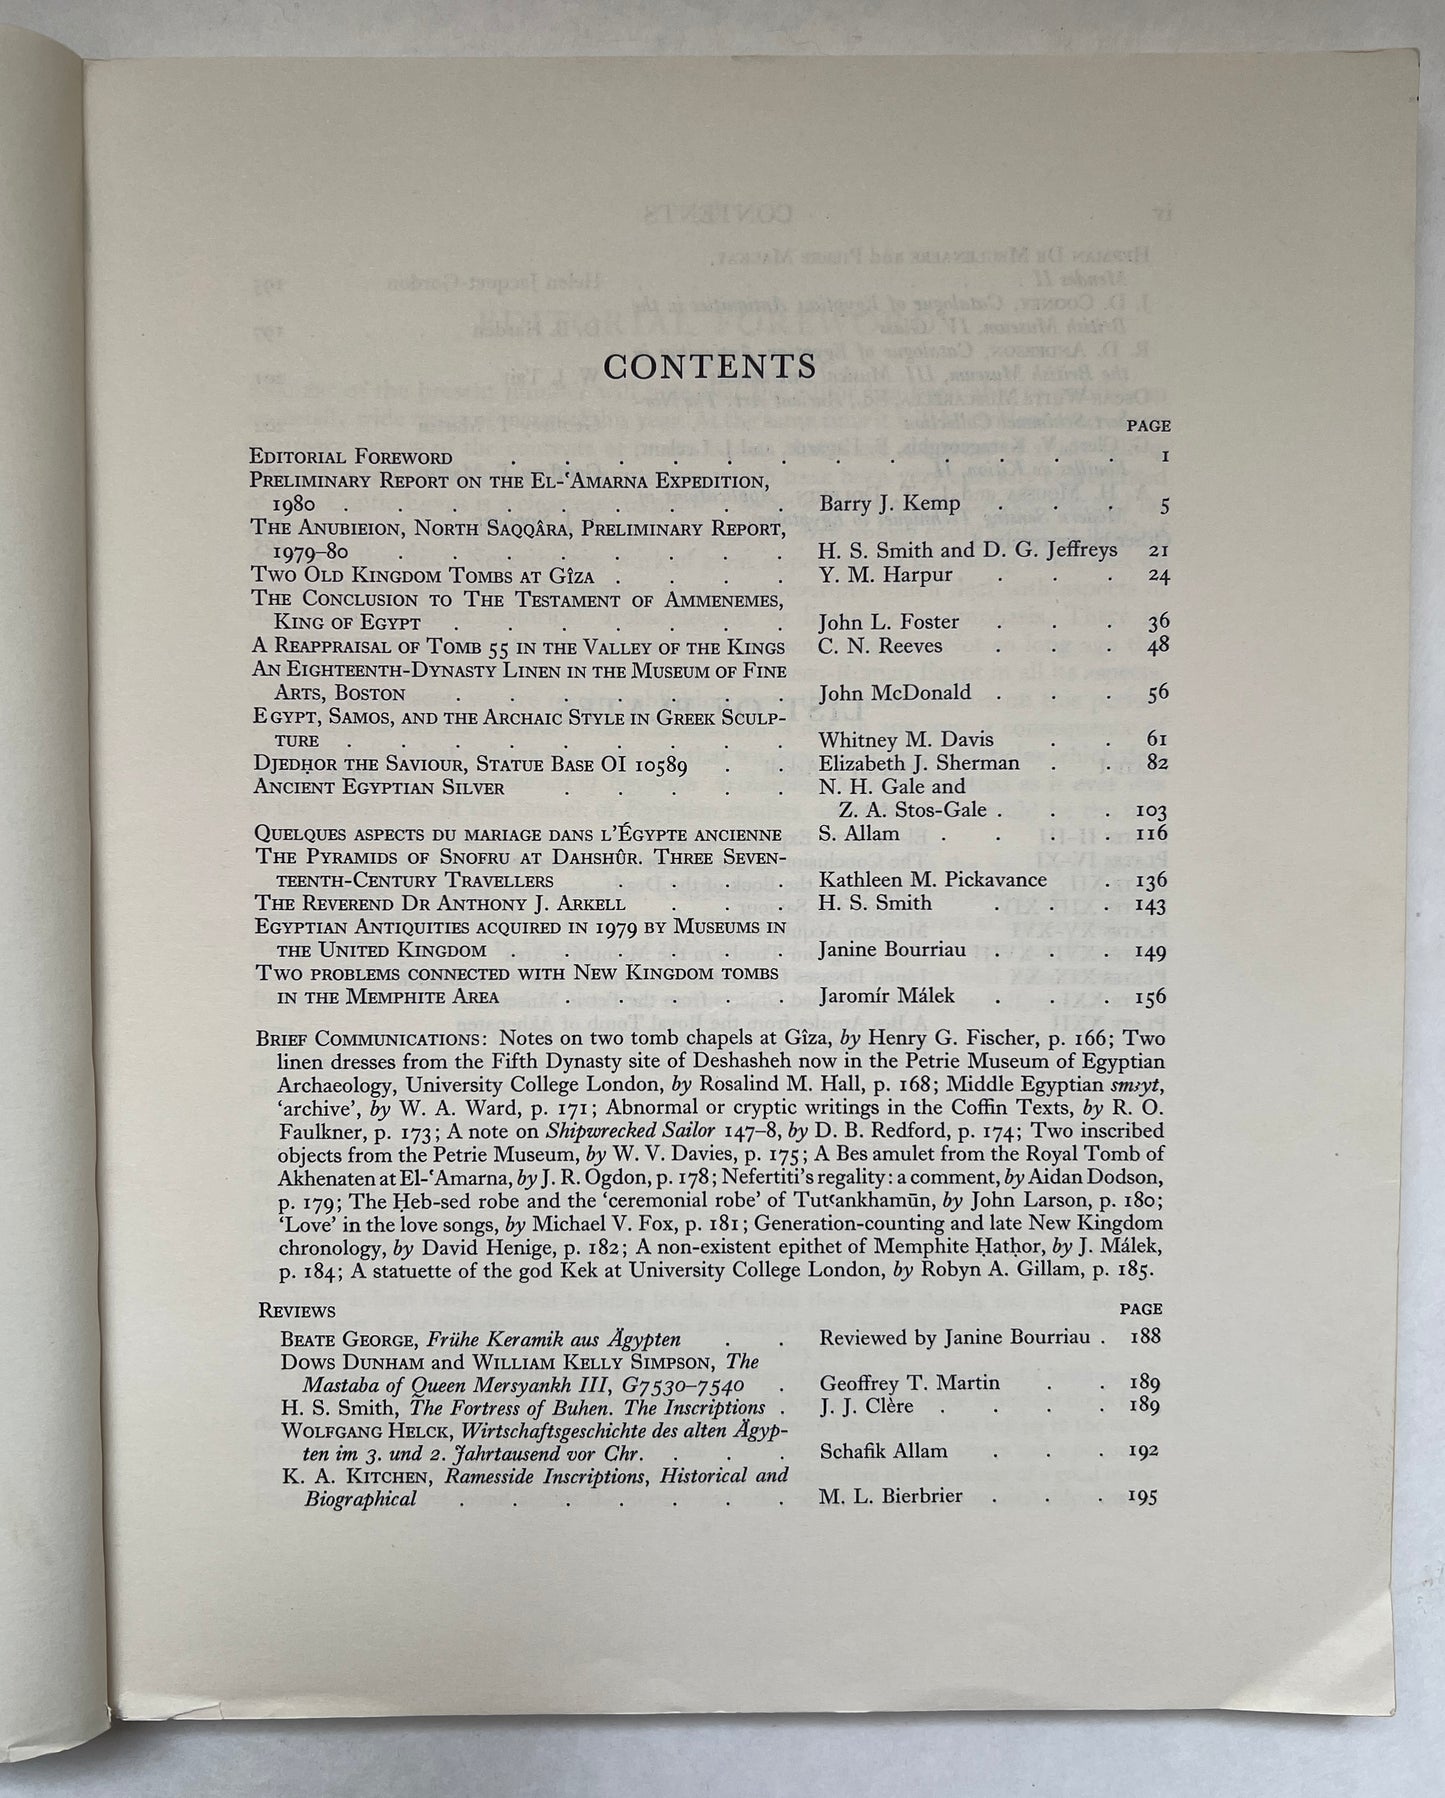 CONTENTS
PAGE
Editorial Foreword . . . . . . . . . . . . 1
Preliminary Report on the El-ʿAmarna Expedition,
1980 . . . . . . . . . Barry J. Kemp . . . 5
The Anubieion, North Saqqâra, Preliminary Report,
1979–80 . . . . . . . . H. S. Smith and D. G. Jeffreys 21
Two Old Kingdom Tombs at Gîza . . . . Y. M. Harpur . . . 24
The Conclusion to The Testament of Ammenemes,
King of Egypt . . . . . . . John L. Foster . . . 36
A Reappraisal of Tomb 55 in the Valley of the Kings C. N. Reeves . . . 48
An Eighteenth-Dynasty Linen in the Museum of Fine
Arts, Boston . . . . . . . John McDonald . . . 56
Egypt, Samos, and the Archaic Style in Greek Sculp-
ture . . . . . . . . . Whitney M. Davis . . 61
Djedḥor the Saviour, Statue Base OI 10589 . . Elizabeth J. Sherman . . 82
Ancient Egyptian Silver . . . . . N. H. Gale and
Z. A. Stos-Gale . . . 103
Quelques aspects du mariage dans l'Égypte ancienne S. Allam . . . . 116
The Pyramids of Snofru at Dahshûr. Three Seven-
teenth-Century Travellers . . . . Kathleen M. Pickavance . . 136
The Reverend Dr Anthony J. Arkell . . . H. S. Smith . . . 143
Egyptian Antiquities acquired in 1979 by Museums in
the United Kingdom . . . . . . Janine Bourriau . . . 149
Two problems connected with New Kingdom tombs
in the Memphite Area . . . . . Jaromír Málek . . . 156
Brief Communications: Notes on two tomb chapels at Gîza, by Henry G. Fischer, p. 166; Two
linen dresses from the Fifth Dynasty site of Deshasheh now in the Petrie Museum of Egyptian
Archaeology, University College London, by Rosalind M. Hall, p. 168; Middle Egyptian smꜣyt,
‘archive’, by W. A. Ward, p. 171; Abnormal or cryptic writings in the Coffin Texts, by R. O.
Faulkner, p. 173; A note on Shipwrecked Sailor 147–8, by D. B. Redford, p. 174; Two inscribed
objects from the Petrie Museum, by W. V. Davies, p. 175; A Bes amulet from the Royal Tomb of
Akhenaten at El-ʿAmarna, by J. R. Ogdon, p. 178; Nefertiti's regality: a comment, by Aidan Dodson,
p. 179; The Ḥeb-sed robe and the ‘ceremonial robe’ of Tutʿankhamūn, by John Larson, p. 180;
‘Love’ in the love songs, by Michael V. Fox, p. 181; Generation-counting and late New Kingdom
chronology, by David Henige, p. 182; A non-existent epithet of Memphite Ḥatḥor, by J. Málek,
p. 184; A statuette of the god Kek at University College London, by Robyn A. Gillam, p. 185.
Reviews PAGE
Beate George, Frühe Keramik aus Ägypten . . Reviewed by Janine Bourriau . 188
Dows Dunham and William Kelly Simpson, The
Mastaba of Queen Mersyankh III, G7530–7540 . Geoffrey T. Martin . . 189
H. S. Smith, The Fortress of Buhen. The Inscriptions . J. J. Clère . . . . 189
Wolfgang Helck, Wirtschaftsgeschichte des alten Ägyp-
ten im 3. und 2. Jahrtausend vor Chr. . . . Schafik Allam . . . 192
K. A. Kitchen, Ramesside Inscriptions, Historical and
Biographical . . . . . . . M. L. Bierbrier . . . 195